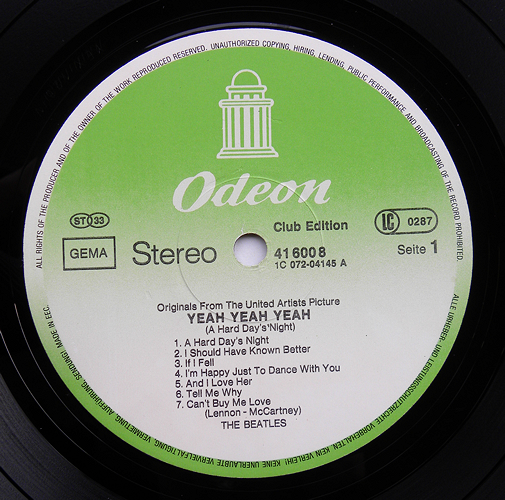 ALL RIGHTS OF THE PRODUCER AND OF THE OWNER OF THE WORK REPRODUCED RESERVED. UNAUTHORIZED COPYING, HIRING, LENDING, PUBLIC PERFORMANCE AND BROADCASTING OF THE RECORD PROHIBITED.
Odeon
ST 33
Club Edition
LC 0287
GEMA
Stereo
41 600 8
1C 072-04145 A
Seite 1
Originals From The United Artists Picture
YEAH YEAH YEAH
(A Hard Day's Night)
1. A Hard Day's Night
2. I Should Have Known Better
3. If I Fell
4. I'm Happy Just To Dance With You
5. And I Love Her
6. Tell Me Why
7. Can't Buy Me Love
(Lennon - McCartney)
THE BEATLES
ALLE URHEBER- UND LEISTUNGSSCHUTZRECHTE VORBEHALTEN. KEIN VERLEIH! KEINE UNERLAUBTE VERVIELFÄLTIGUNG, VERMIETUNG, AUFFÜHRUNG, SENDUNG! MADE IN EEC